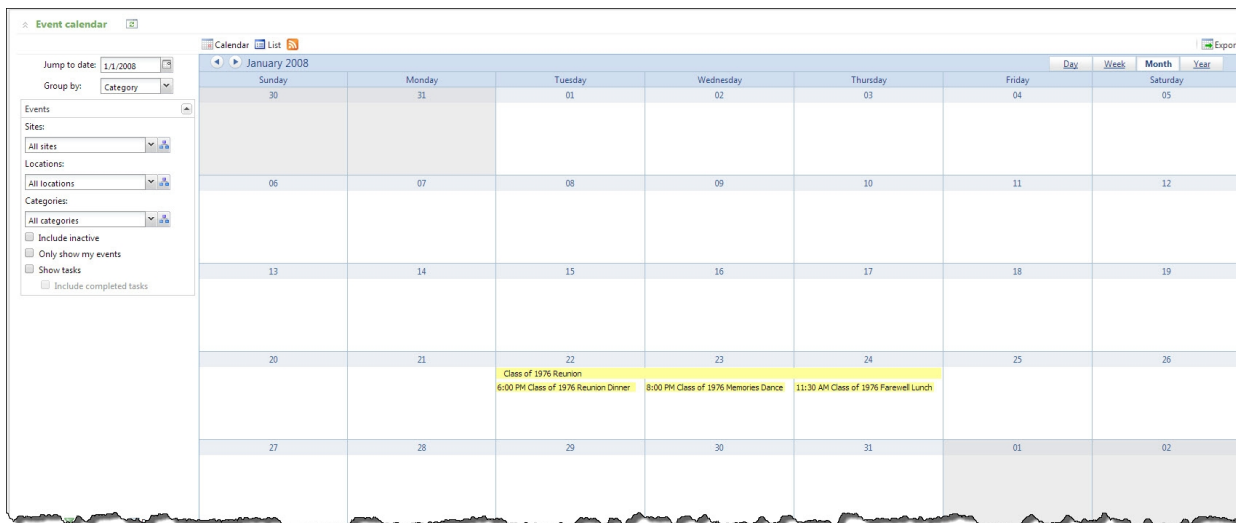 Event calendar
Calendar List
Expor
Jump to date: 1/1/2008
Group by: Category
Events
Sites:
All sites
Locations:
All locations
Categories:
All categories
Include inactive
Only show my events
Show tasks
Include completed tasks
January 2008
Day Week Month Year
Sunday Monday Tuesday Wednesday Thursday Friday Saturday
30 31 01 02 03 04 05
06 07 08 09 10 11 12
13 14 15 16 17 18 19
20 21 22 23 24 25 26
Class of 1976 Reunion
6:00 PM Class of 1976 Reunion Dinner 8:00 PM Class of 1976 Memories Dance 11:30 AM Class of 1976 Farewell Lunch
27 28 29 30 31 01 02